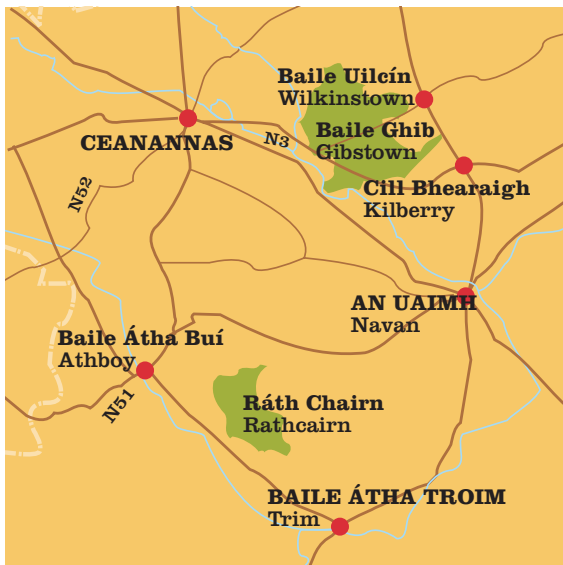 Baile Uilcín
Wilkinstown
CEANANNAS
N3
Baile Ghib
Gibstown
Cill Bhearaigh
Kilberry
N52
AN UAIMH
Navan
Baile Átha Buí
Athboy
N51
Ráth Chairn
Rathcairn
BAILE ÁTHA TROIM
Trim